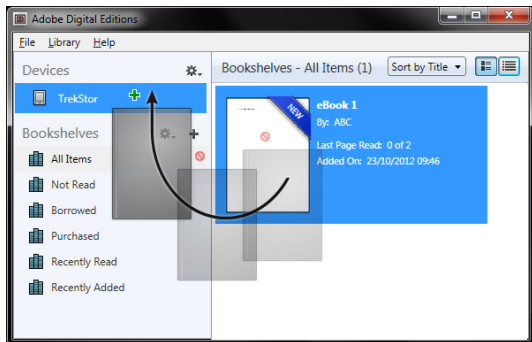 Adobe Digital Editions
File Library Help
Devices
TrekStor
Bookshelves
All Items
Not Read
Borrowed
Purchased
Recently Read
Recently Added
Bookshelves - All Items (1) Sort by Title
NEW
eBook 1
By: ABC
Last Page Read: 0 of 2
Added On: 23/10/2012 09:46